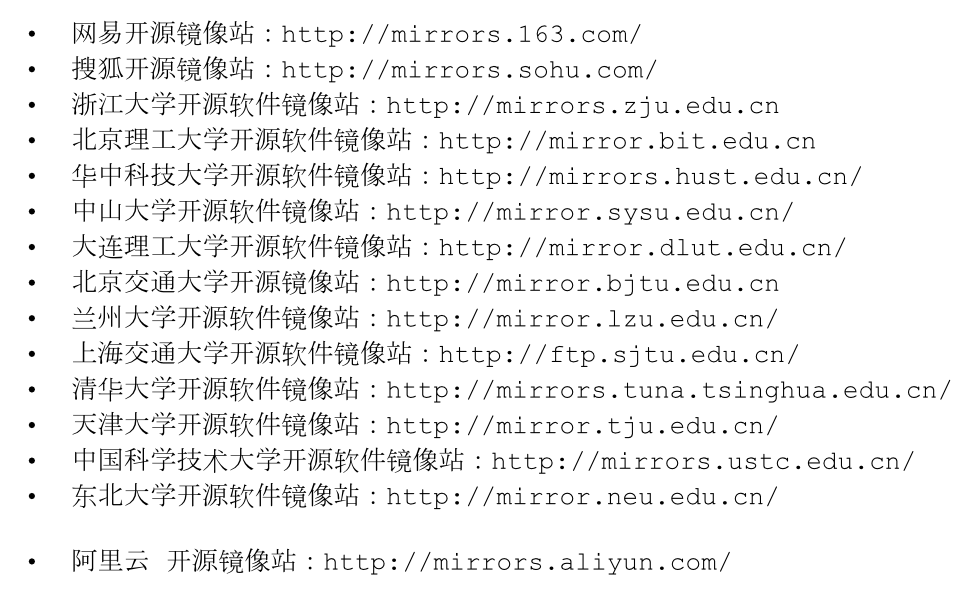 • 网易开源镜像站：http://mirrors.163.com/
• 搜狐开源镜像站：http://mirrors.sohu.com/
• 浙江大学开源软件镜像站：http://mirrors.zju.edu.cn
• 北京理工大学开源软件镜像站：http://mirror.bit.edu.cn
• 华中科技大学开源软件镜像站：http://mirrors.hust.edu.cn/
• 中山大学开源软件镜像站：http://mirror.sysu.edu.cn/
• 大连理工大学开源软件镜像站：http://mirror.dlut.edu.cn/
• 北京交通大学开源软件镜像站：http://mirror.bjtu.edu.cn
• 兰州大学开源软件镜像站：http://mirror.lzu.edu.cn/
• 上海交通大学开源软件镜像站：http://ftp.sjtu.edu.cn/
• 清华大学开源软件镜像站：http://mirrors.tuna.tsinghua.edu.cn/
• 天津大学开源软件镜像站：http://mirror.tju.edu.cn/
• 中国科学技术大学开源软件镜像站：http://mirrors.ustc.edu.cn/
• 东北大学开源软件镜像站：http://mirror.neu.edu.cn/
• 阿里云 开源镜像站：http://mirrors.aliyun.com/